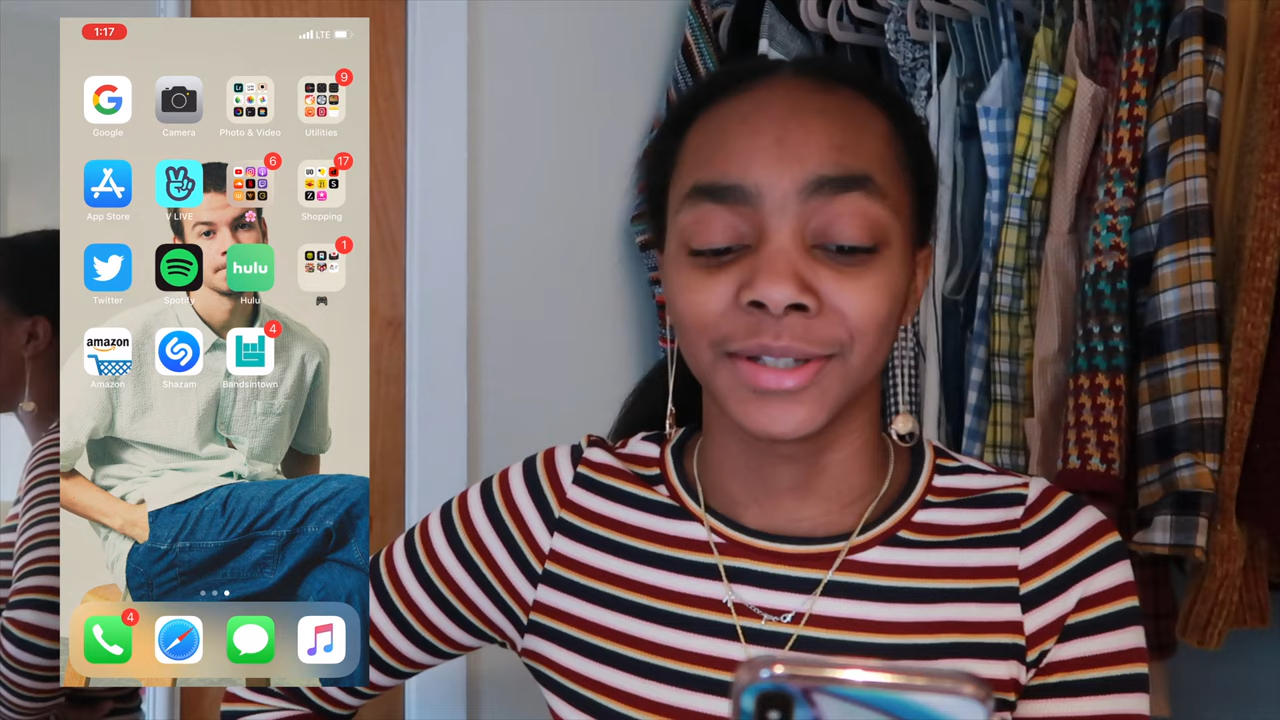 1:17
LTE
9
Google
Camera
Photo & Video
Utilities
6
17
App Store
V LIVE
🌸
Shopping
hulu
1
Twitter
Spotify
Hulu
🎮
amazon
4
Amazon
Shazam
Bandsintown
4